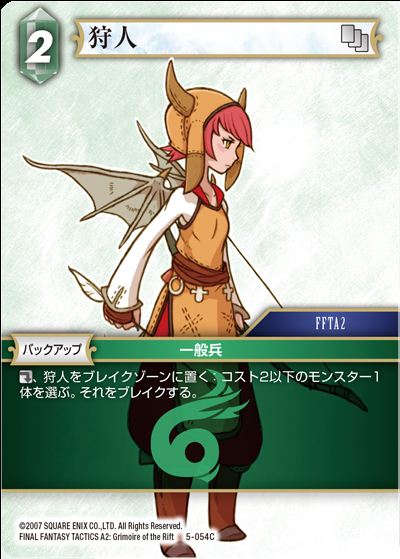 2
狩人
FFTA2
バックアップ
一般兵
、狩人をブレイクゾーンに置く：コスト2以下のモンスター1
体を選ぶ。それをブレイクする。
©2007 SQUARE ENIX CO.,LTD. All Rights Reserved.
FINAL FANTASY TACTICS A2: Grimoire of the Rift 5-054C